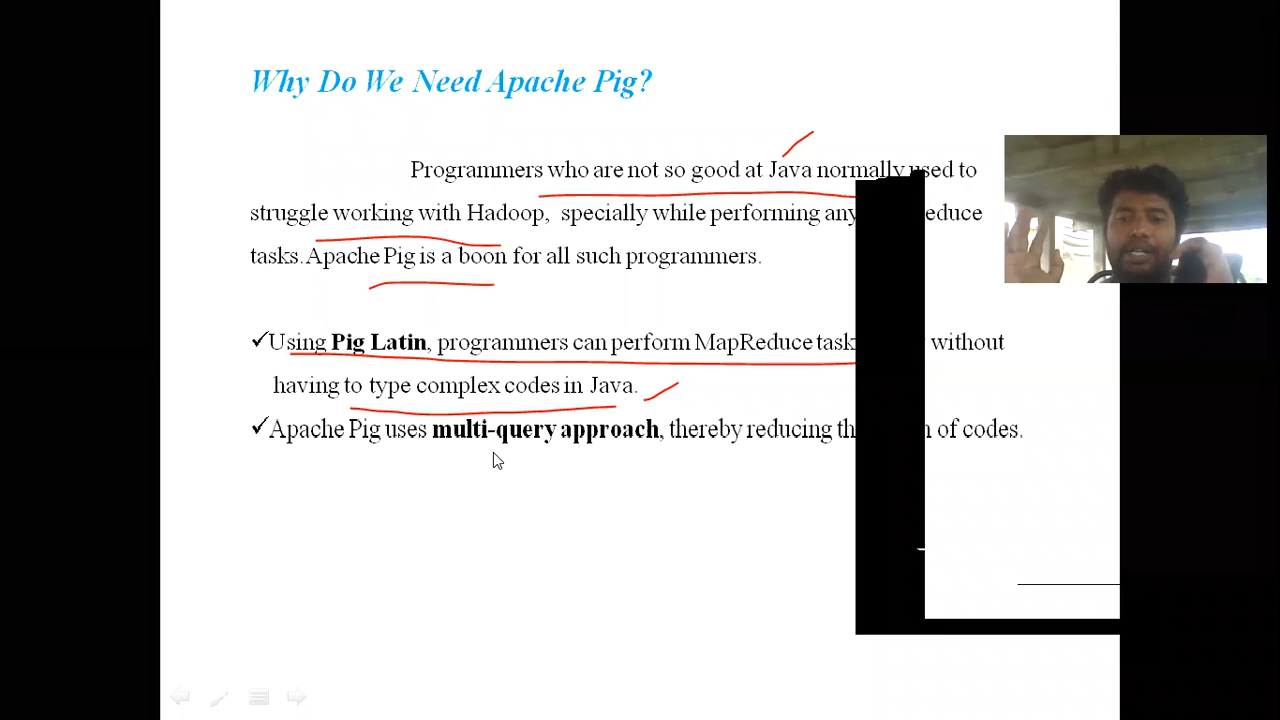 Why Do We Need Apache Pig?
Programmers who are not so good at Java normally used to
struggle working with Hadoop, specially while performing any educe
tasks. Apache Pig is a boon for all such programmers.
✓Using Pig Latin, programmers can perform MapReduce task without
having to type complex codes in Java.
✓Apache Pig uses multi-query approach, thereby reducing th of codes.